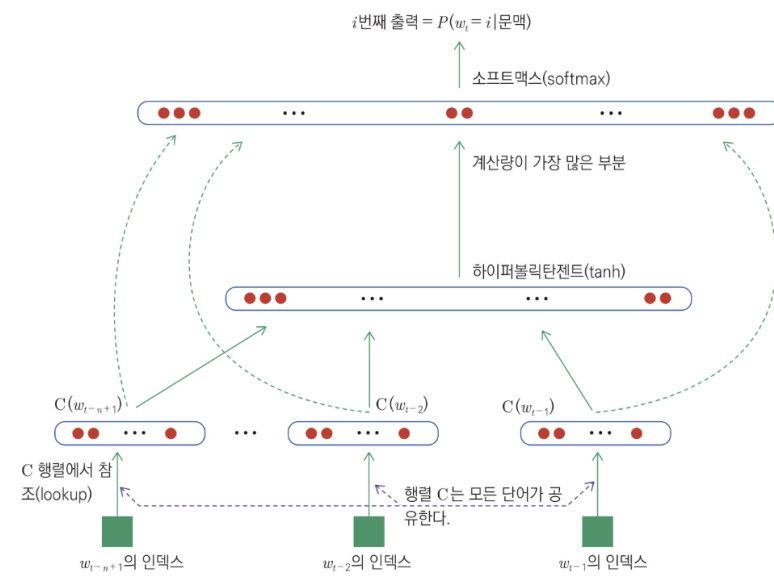 i번째 출력 = P(wₜ = i|문맥)
소프트맥스(softmax)
계산량이 가장 많은 부분
하이퍼볼릭탄젠트(tanh)
C(wₜ₋ₙ₊₁)
C(wₜ₋₂)
C(wₜ₋₁)
C 행렬에서 참
조(lookup)
행렬 C는 모든 단어가 공
유한다.
wₜ₋ₙ₊₁의 인덱스
wₜ₋₂의 인덱스
wₜ₋₁의 인덱스